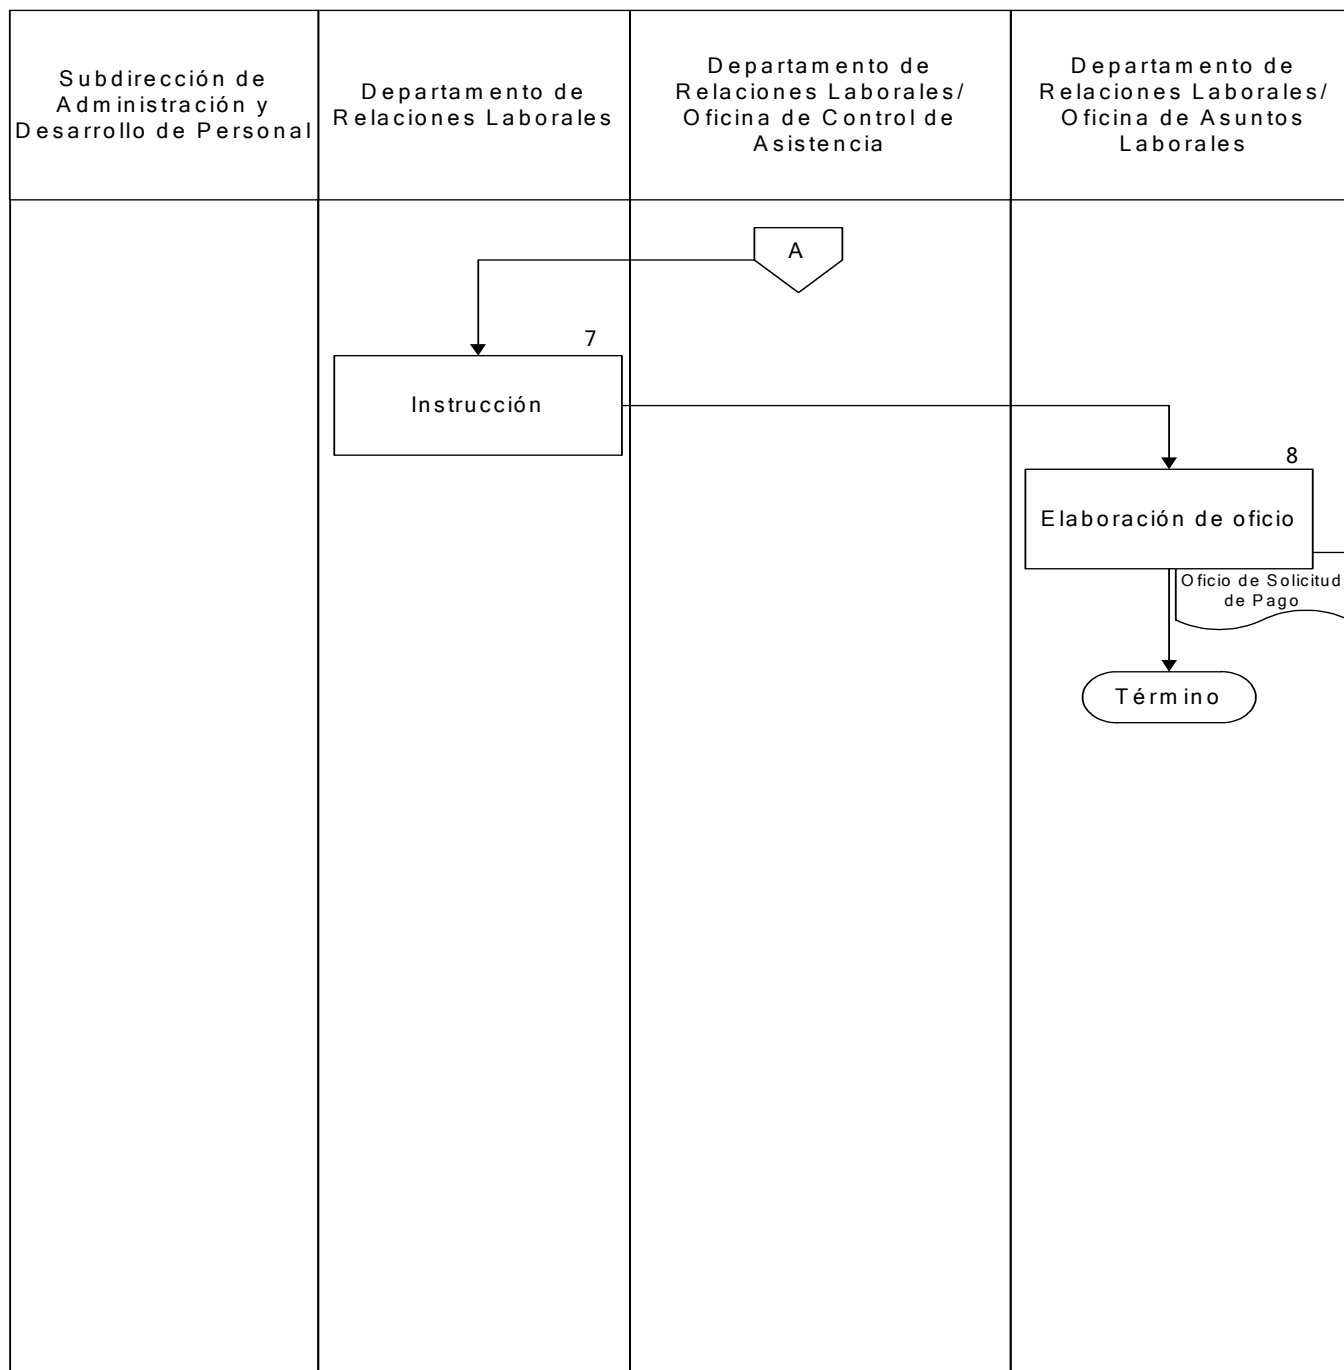 Subdirección de
Administración y
Desarrollo de Personal
Departamento de
Relaciones Laborales
Departamento de
Relaciones Laborales/
Oficina de Control de
Asistencia
Departamento de
Relaciones Laborales/
Oficina de Asuntos
Laborales
A
7
Instrucción
8
Elaboración de oficio
Oficio de Solicitud
de Pago
Término